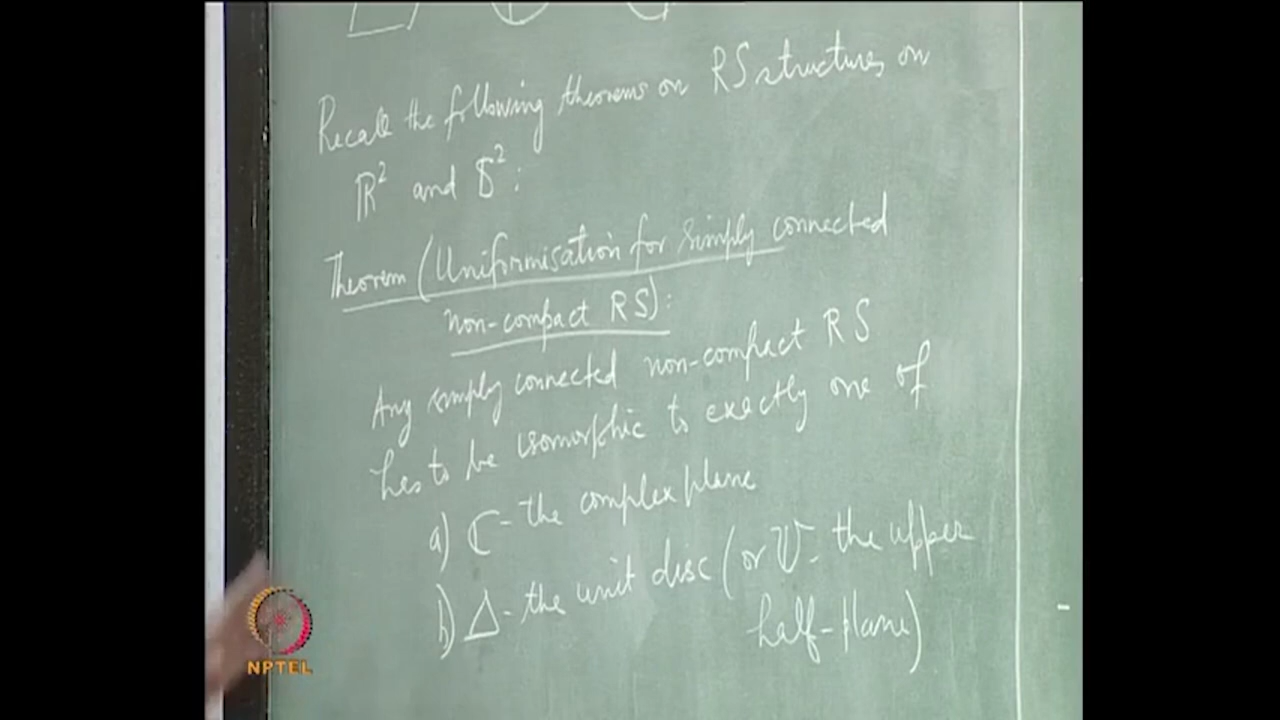 Recall the following theorems on RS structures on
ℝ² and 𝕊²:
Theorem (Uniformisation for simply connected
non-compact RS):
Any simply connected non-compact RS
has to be isomorphic to exactly one of
a) ℂ - the complex plane
b) Δ - the unit disc (or 𝕌 - the upper
half-plane)
NPTEL